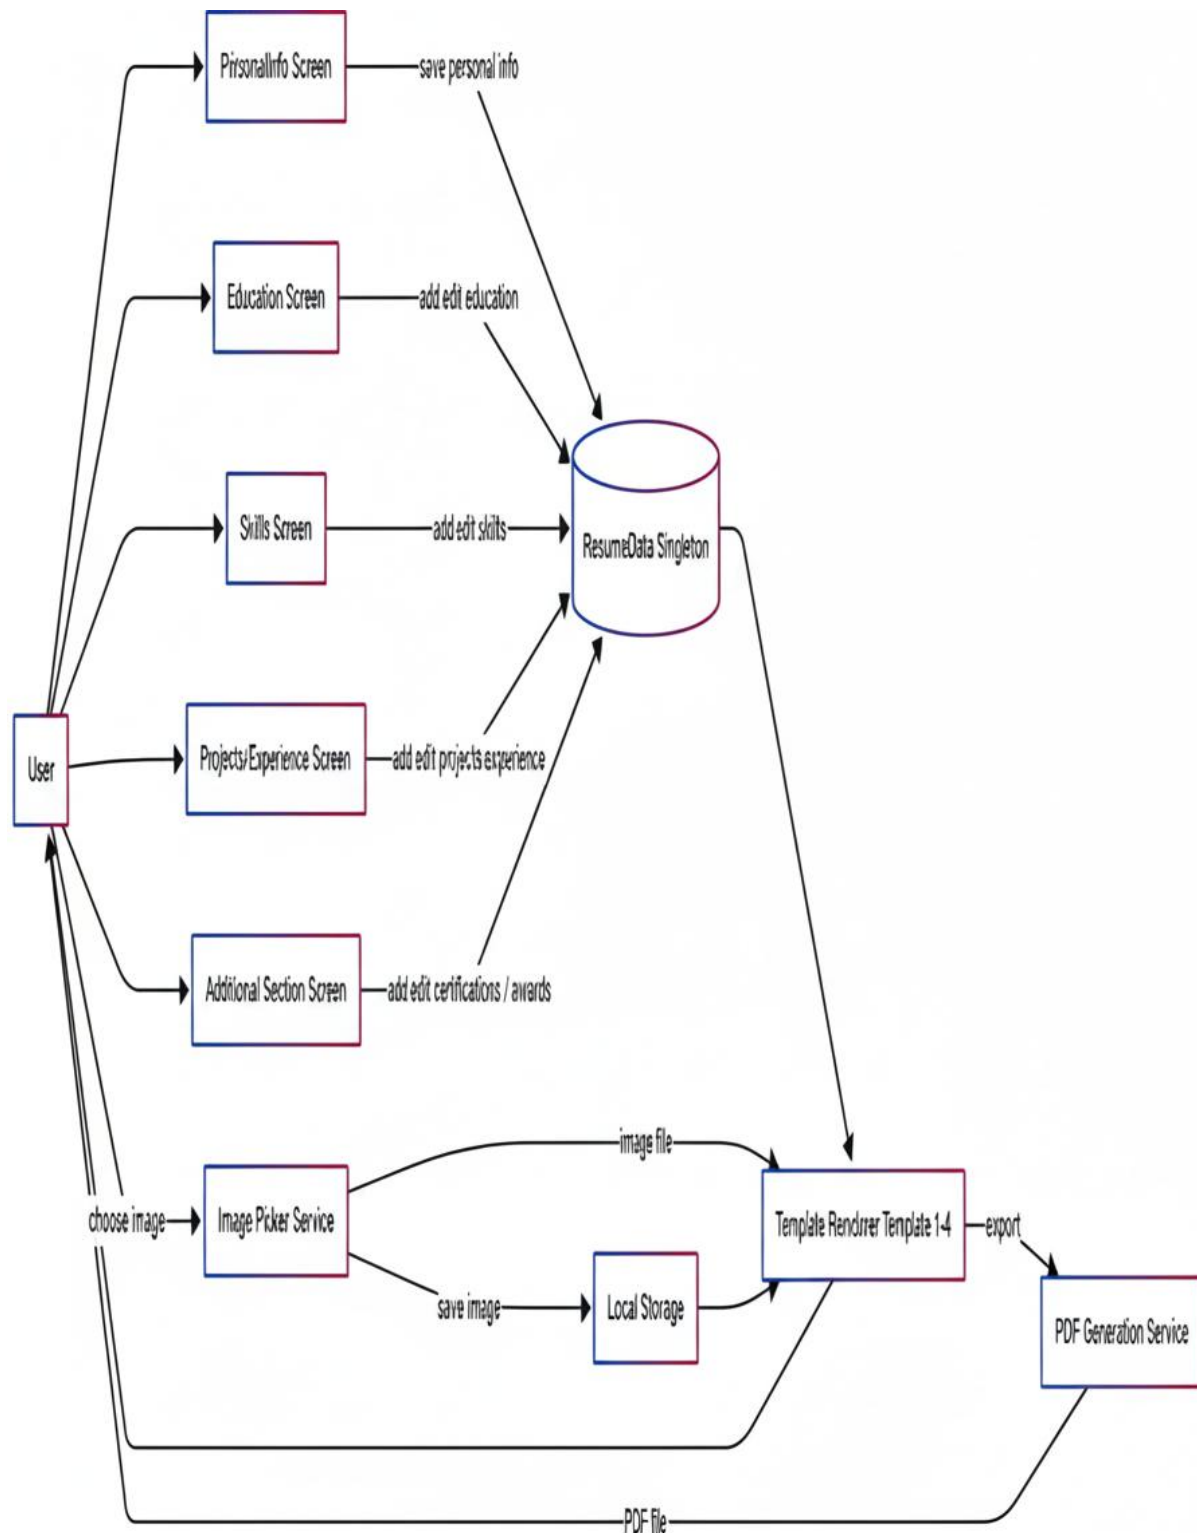 PirsonalInfo Screen
save personal info
Education Screen
add edit education
Skills Screen
add edit skills
ResumeData Singleton
User
Projects/Experience Screen
add edit projects experience
Additional Section Screen
add edit certifications / awards
image file
choose image
Image Picker Service
Template Renderer Template 1-4
export
save image
Local Storage
PDF Generation Service
PDF file